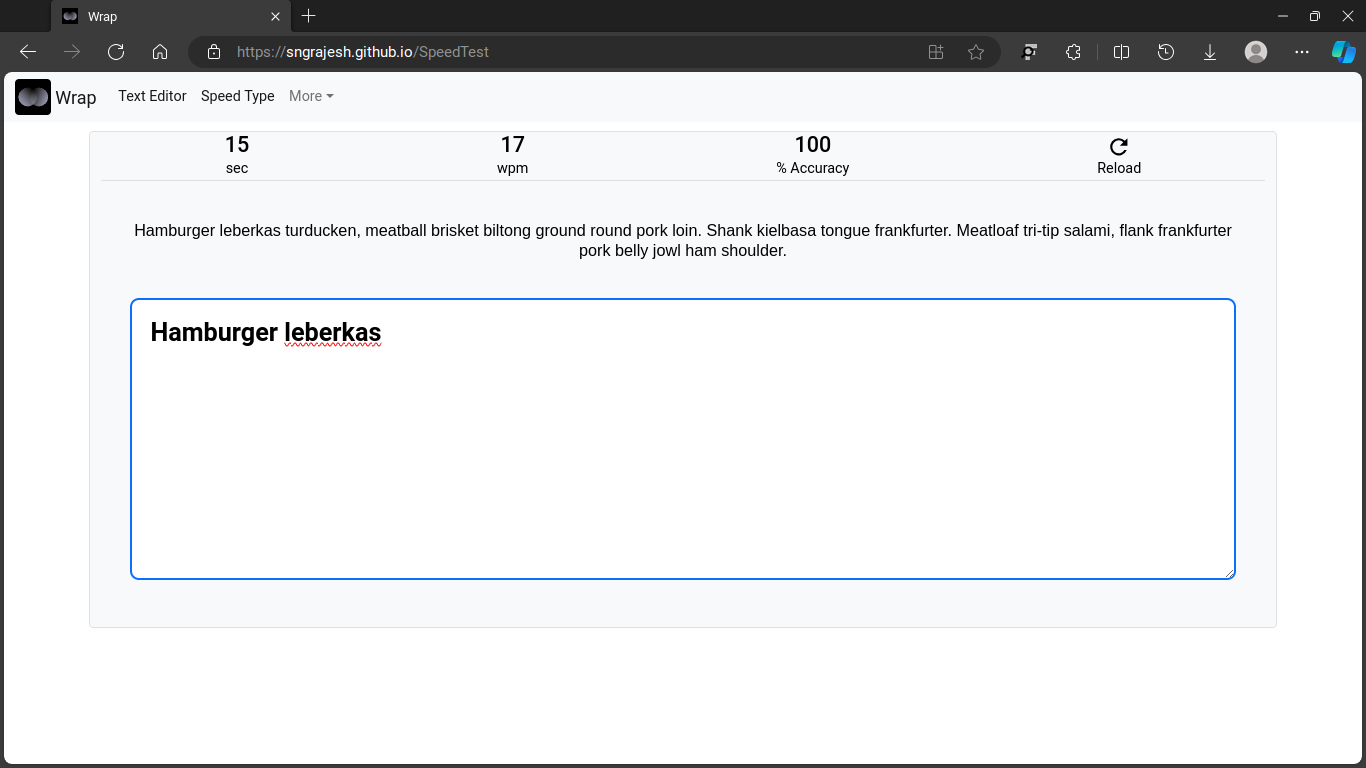 Wrap
https://sngrajesh.github.io/SpeedTest
Wrap Text Editor Speed Type More
15 17 100
sec wpm % Accuracy Reload
Hamburger leberkas turducken, meatball brisket biltong ground round pork loin. Shank kielbasa tongue frankfurter. Meatloaf tri-tip salami, flank frankfurter
pork belly jowl ham shoulder.
Hamburger leberkas